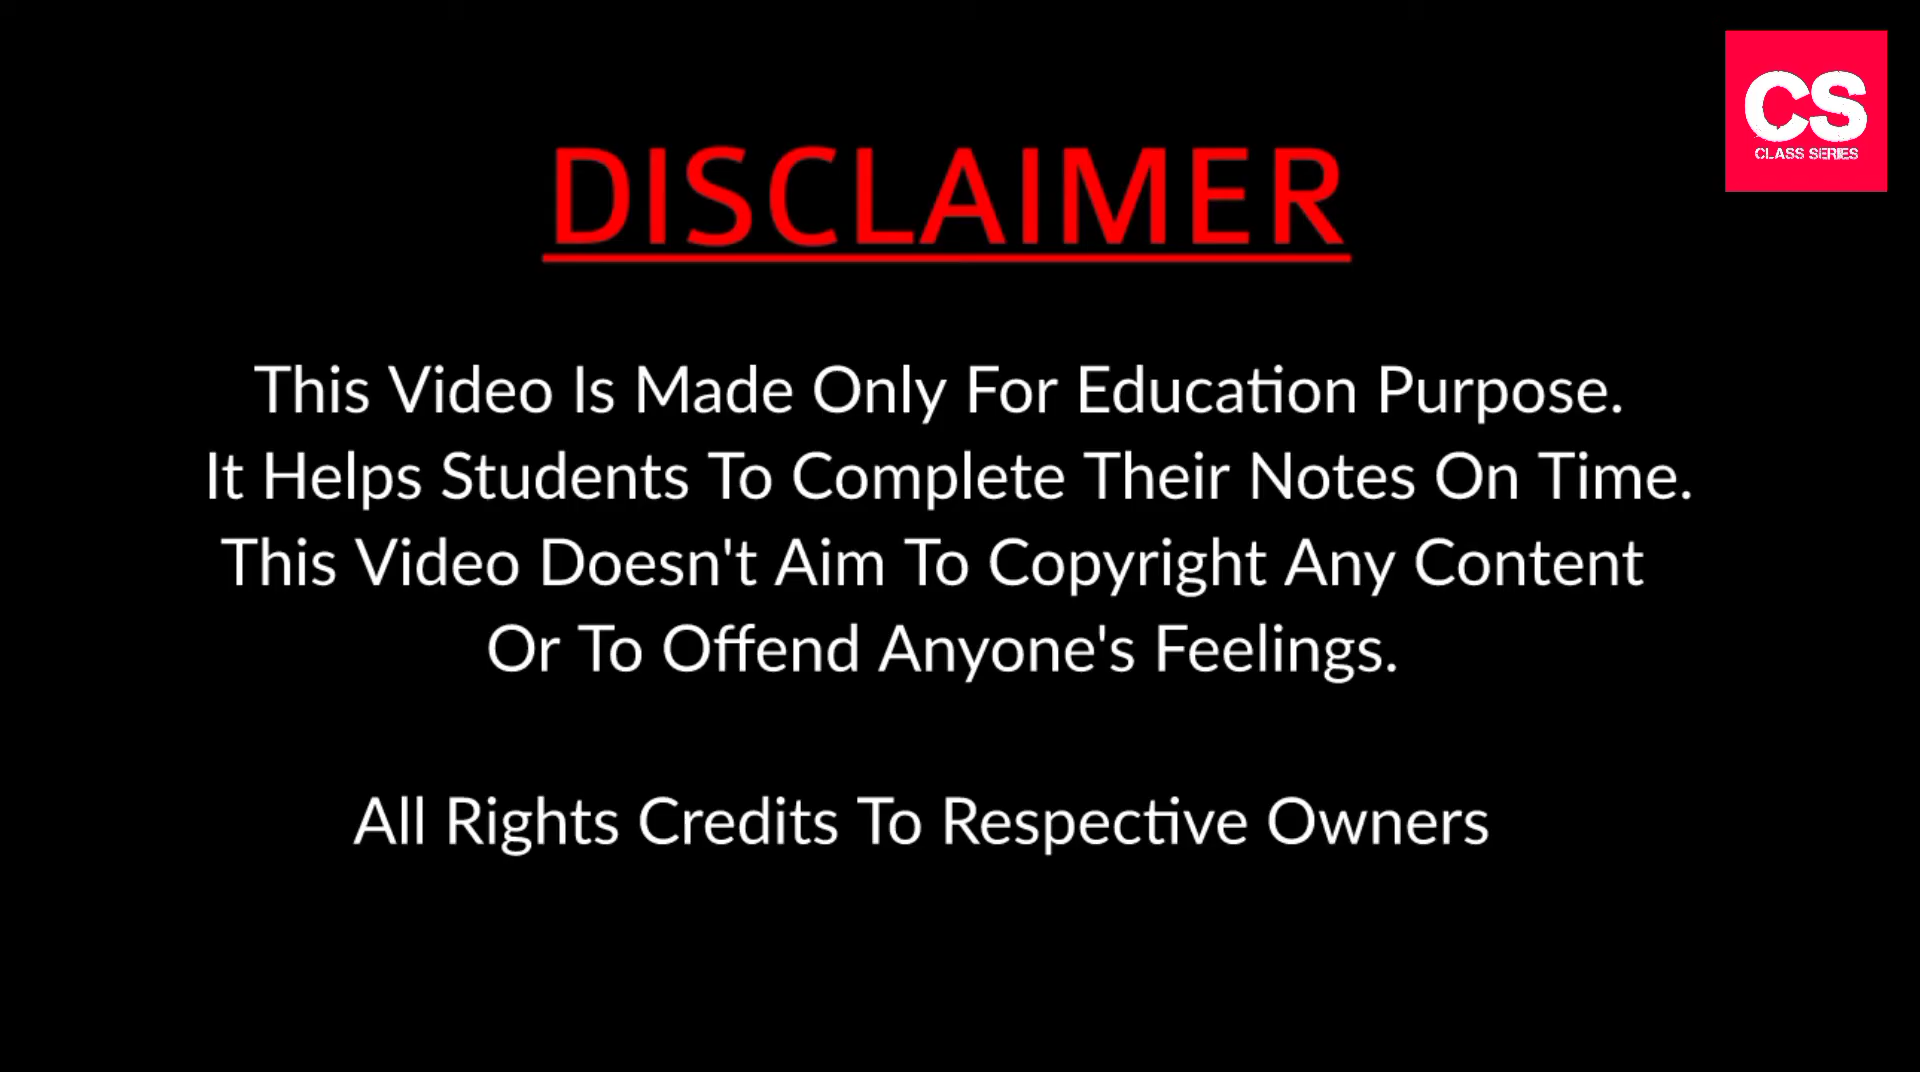 CS
CLASS SERIES
DISCLAIMER
This Video Is Made Only For Education Purpose.
It Helps Students To Complete Their Notes On Time.
This Video Doesn't Aim To Copyright Any Content
Or To Offend Anyone's Feelings.
All Rights Credits To Respective Owners